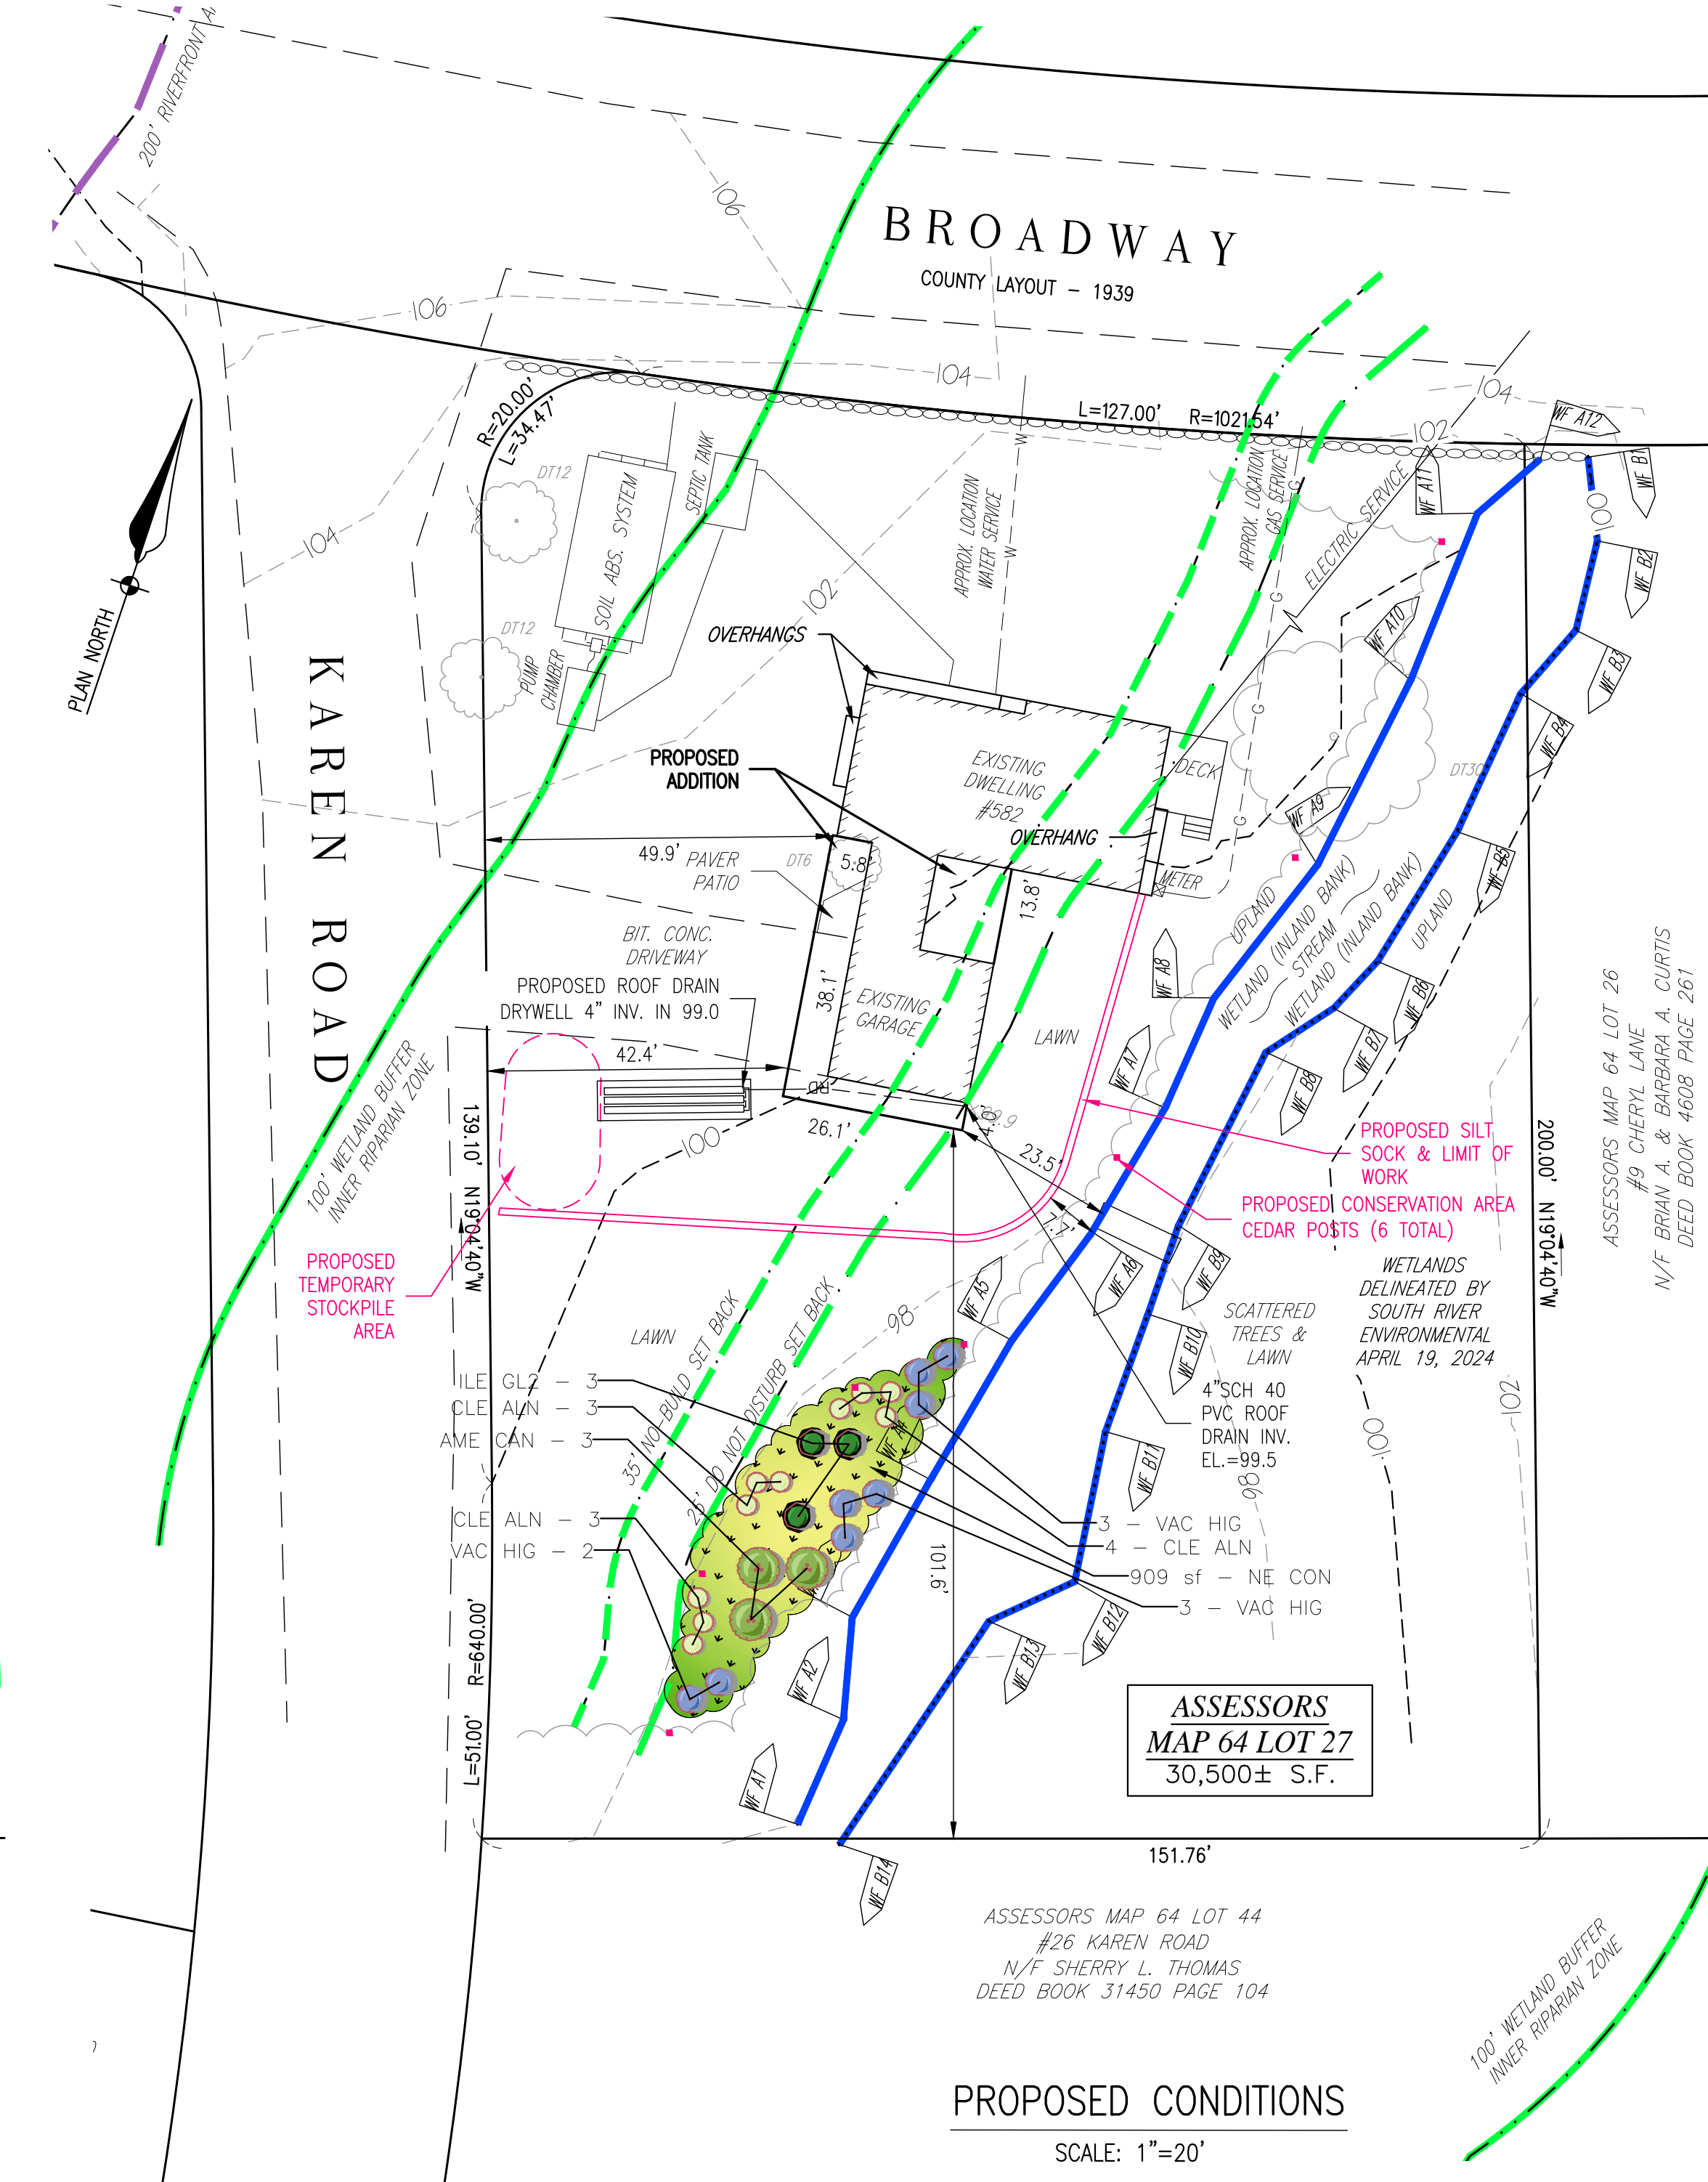 200' RIVERFRONT
BROADWAY
COUNTY LAYOUT - 1939
106
106
104
104
104
102
L=127.00' R=1021.54'
R=20.00'
L=34.47'
WF A12
WF B1
WF A11
100
WF B2
DT12
SOIL ABS. SYSTEM
SEPTIC TANK
APPROX. LOCATION
WATER SERVICE
W
W
APPROX. LOCATION
GAS SERVICE
G
G
G
G
ELECTRIC SERVICE
WF A10
WF B3
WF B4
PLAN NORTH
KAREN ROAD
DT12
PUMP
CHAMBER
102
OVERHANGS
PROPOSED
ADDITION
EXISTING
DWELLING
#582
DECK
OVERHANG
METER
DT30
WF A9
WF B5
49.9'
PAVER
PATIO
DT6
5.8'
13.8'
BIT. CONC.
DRIVEWAY
PROPOSED ROOF DRAIN
DRYWELL 4" INV. IN 99.0
38.1'
EXISTING
GARAGE
LAWN
UPLAND
WETLAND (INLAND BANK)
STREAM
WETLAND (INLAND BANK)
UPLAND
WF A8
WF B6
WF B7
WF A7
WF B8
ASSESSORS MAP 64 LOT 26
#9 CHERYL LANE
N/F BRIAN A. & BARBARA A. CURTIS
DEED BOOK 4608 PAGE 261
42.4'
RD
26.1'
4.0'
99.9
23.5'
7.7'
100
100' WETLAND BUFFER
INNER RIPARIAN ZONE
139.10' N19°04'40"W
200.00' N19°04'40"W
PROPOSED SILT
SOCK & LIMIT OF
WORK
PROPOSED CONSERVATION AREA
CEDAR POSTS (6 TOTAL)
PROPOSED
TEMPORARY
STOCKPILE
AREA
WETLANDS
DELINEATED BY
SOUTH RIVER
ENVIRONMENTAL
APRIL 19, 2024
WF A6
WF B9
WF A5
WF B10
SCATTERED
TREES &
LAWN
LAWN
98
35' NO BUILD SET BACK
25' DO NOT DISTURB SET BACK
ILE GL2 - 3
CLE ALN - 3
AME CAN - 3
CLE ALN - 3
VAC HIG - 2
WF A4
4"SCH 40
PVC ROOF
DRAIN INV.
EL.=99.5
98
100
102
WF B11
3 - VAC HIG
4 - CLE ALN
909 sf - NE CON
3 - VAC HIG
101.6'
WF B12
WF B13
WF A2
WF A1
WF B14
L=51.00' R=640.00'
ASSESSORS
MAP 64 LOT 27
30,500± S.F.
151.76'
ASSESSORS MAP 64 LOT 44
#26 KAREN ROAD
N/F SHERRY L. THOMAS
DEED BOOK 31450 PAGE 104
100' WETLAND BUFFER
INNER RIPARIAN ZONE
PROPOSED CONDITIONS
SCALE: 1"=20'